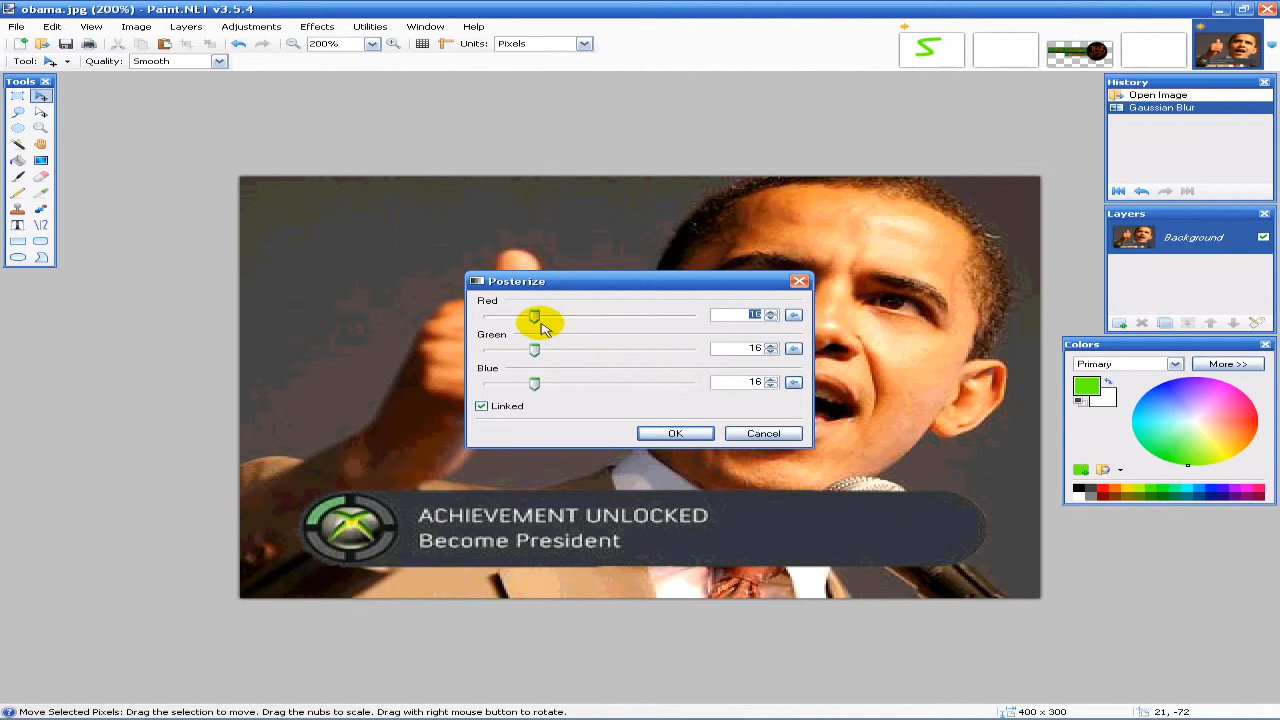 obama.jpg (200%) - Paint.NET v3.5.4
File Edit View Image Layers Adjustments Effects Utilities Window Help
200% Units: Pixels
Tool: Quality: Smooth
Tools
History
Open Image
Gaussian Blur
Layers
Background
Colors
Primary More >>
Posterize
Red
16
Green
16
Blue
16
Linked
OK Cancel
ACHIEVEMENT UNLOCKED
Become President
Move Selected Pixels: Drag the selection to move. Drag the nubs to scale. Drag with right mouse button to rotate. 400 x 300 21, -72